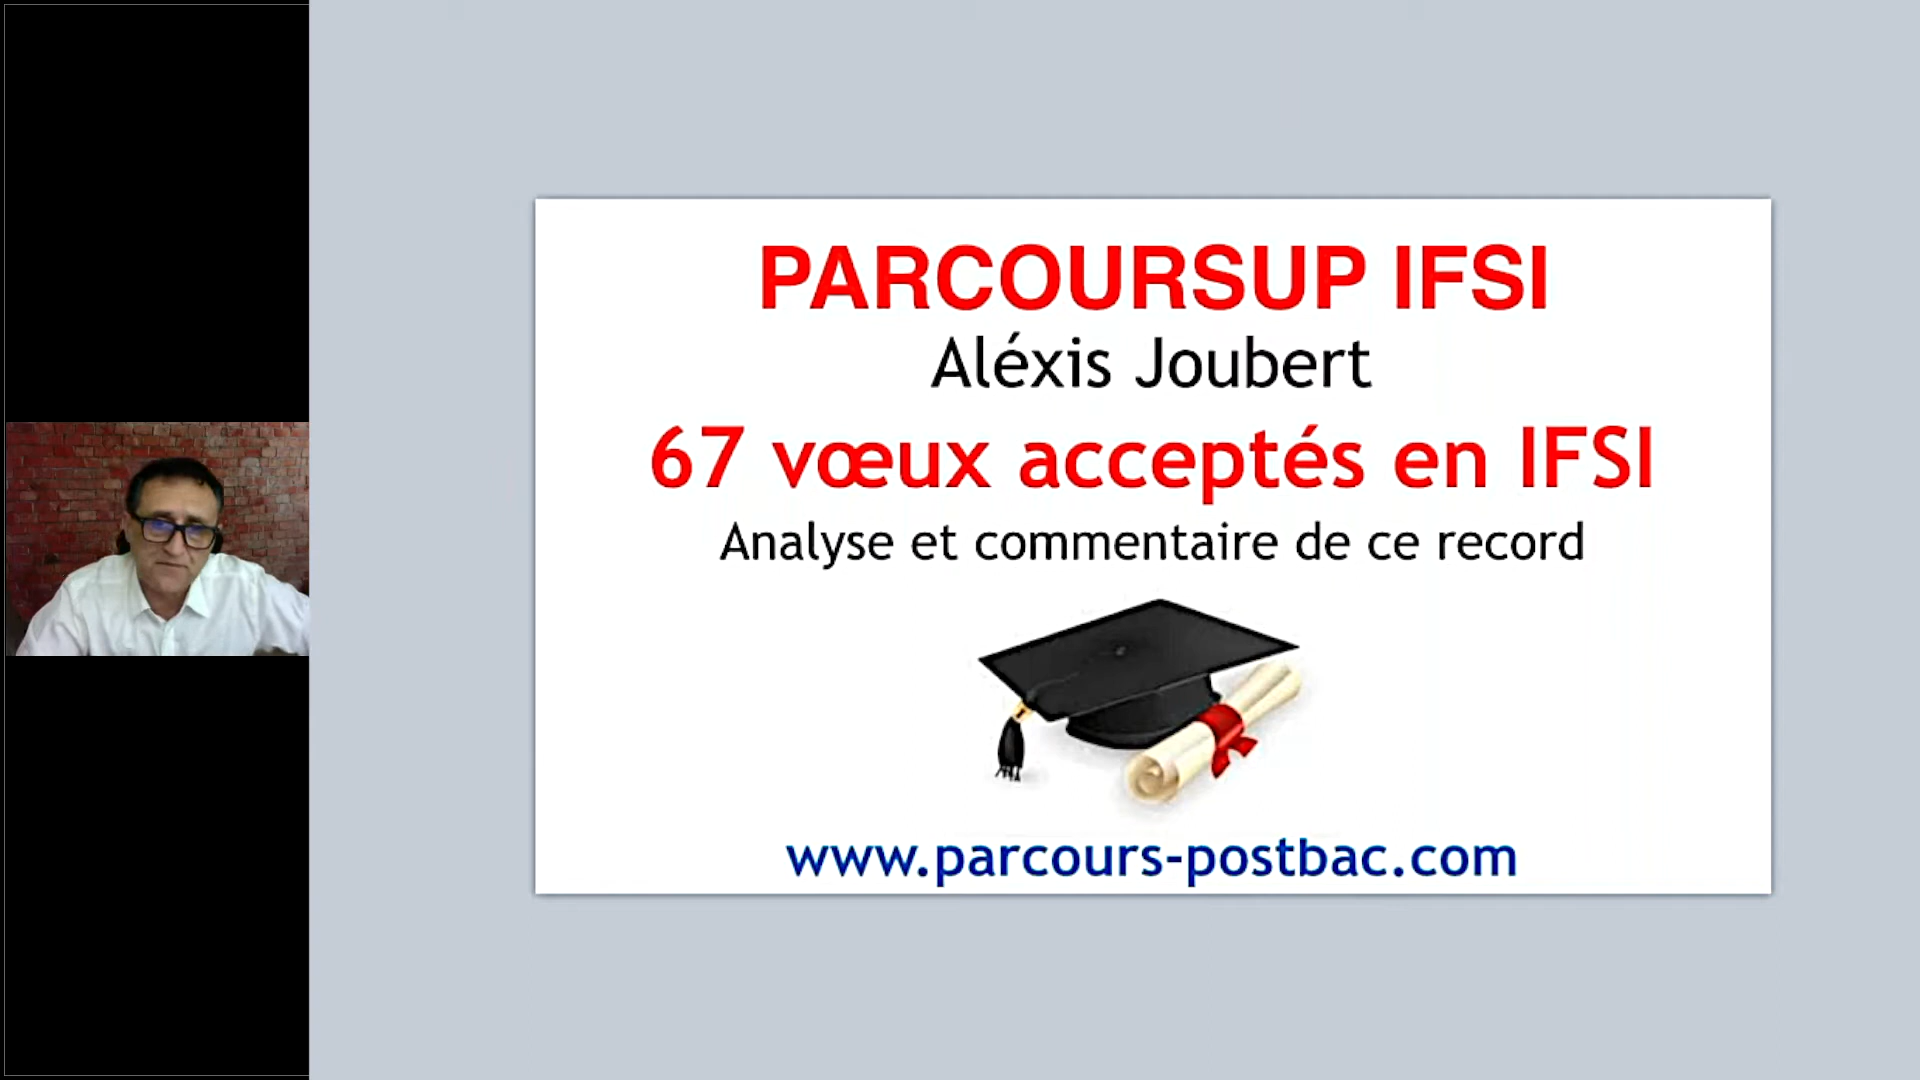 PARCOURSUP IFSI
Aléxis Joubert
67 vœux acceptés en IFSI
Analyse et commentaire de ce record
www.parcours-postbac.com